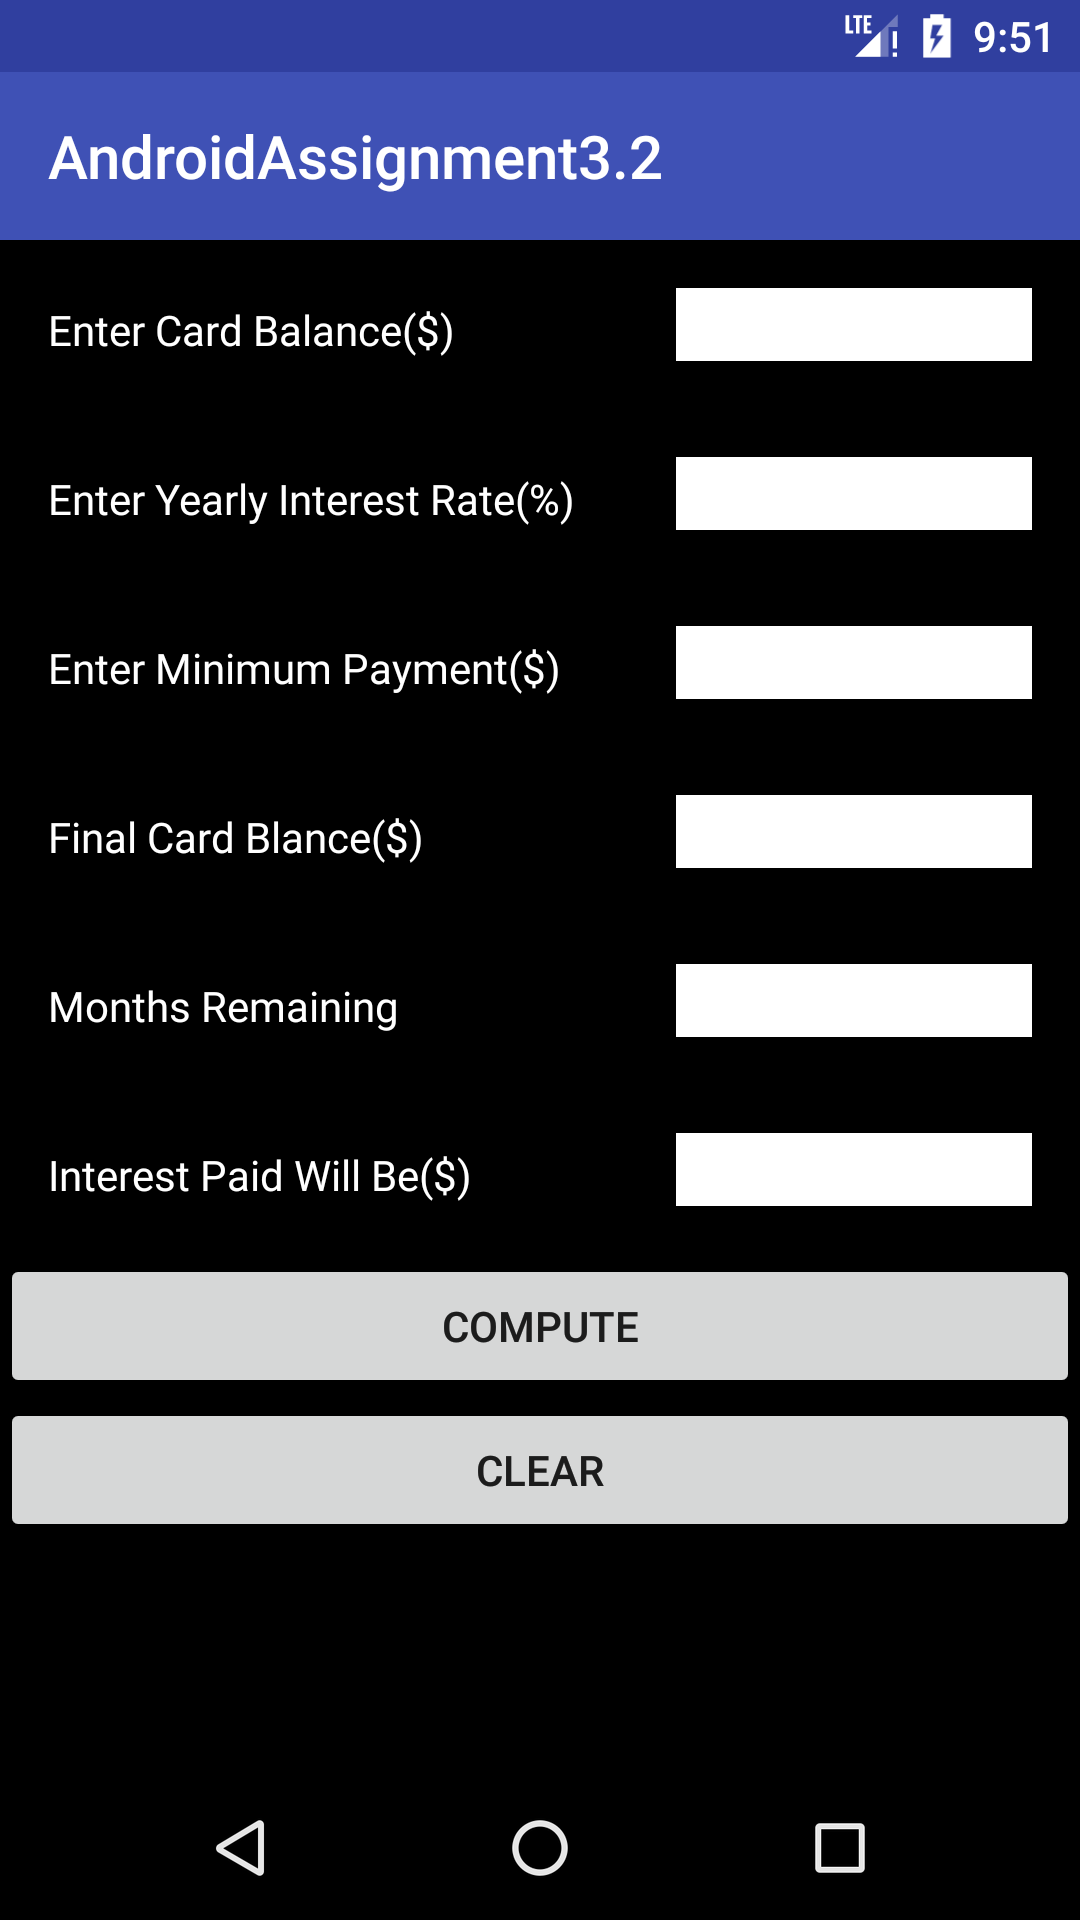 LTE ! 9:51
AndroidAssignment3.2
Enter Card Balance($)
Enter Yearly Interest Rate(%)
Enter Minimum Payment($)
Final Card Blance($)
Months Remaining
Interest Paid Will Be($)
COMPUTE
CLEAR